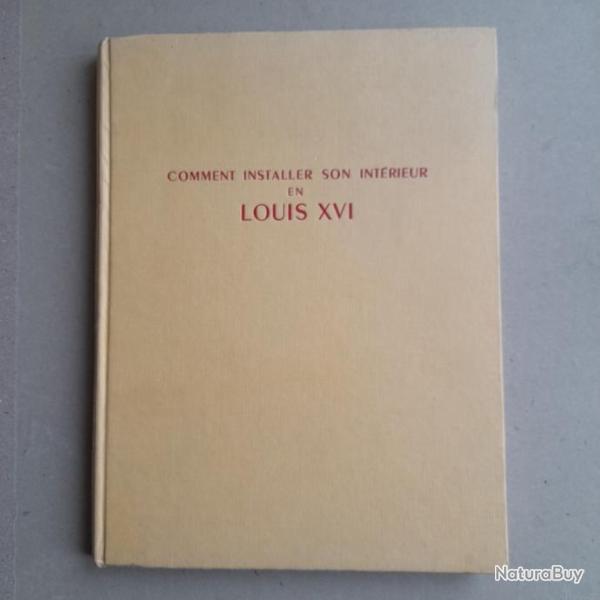 COMMENT INSTALLER SON INTÉRIEUR
EN
LOUIS XVI
NaturaBuy